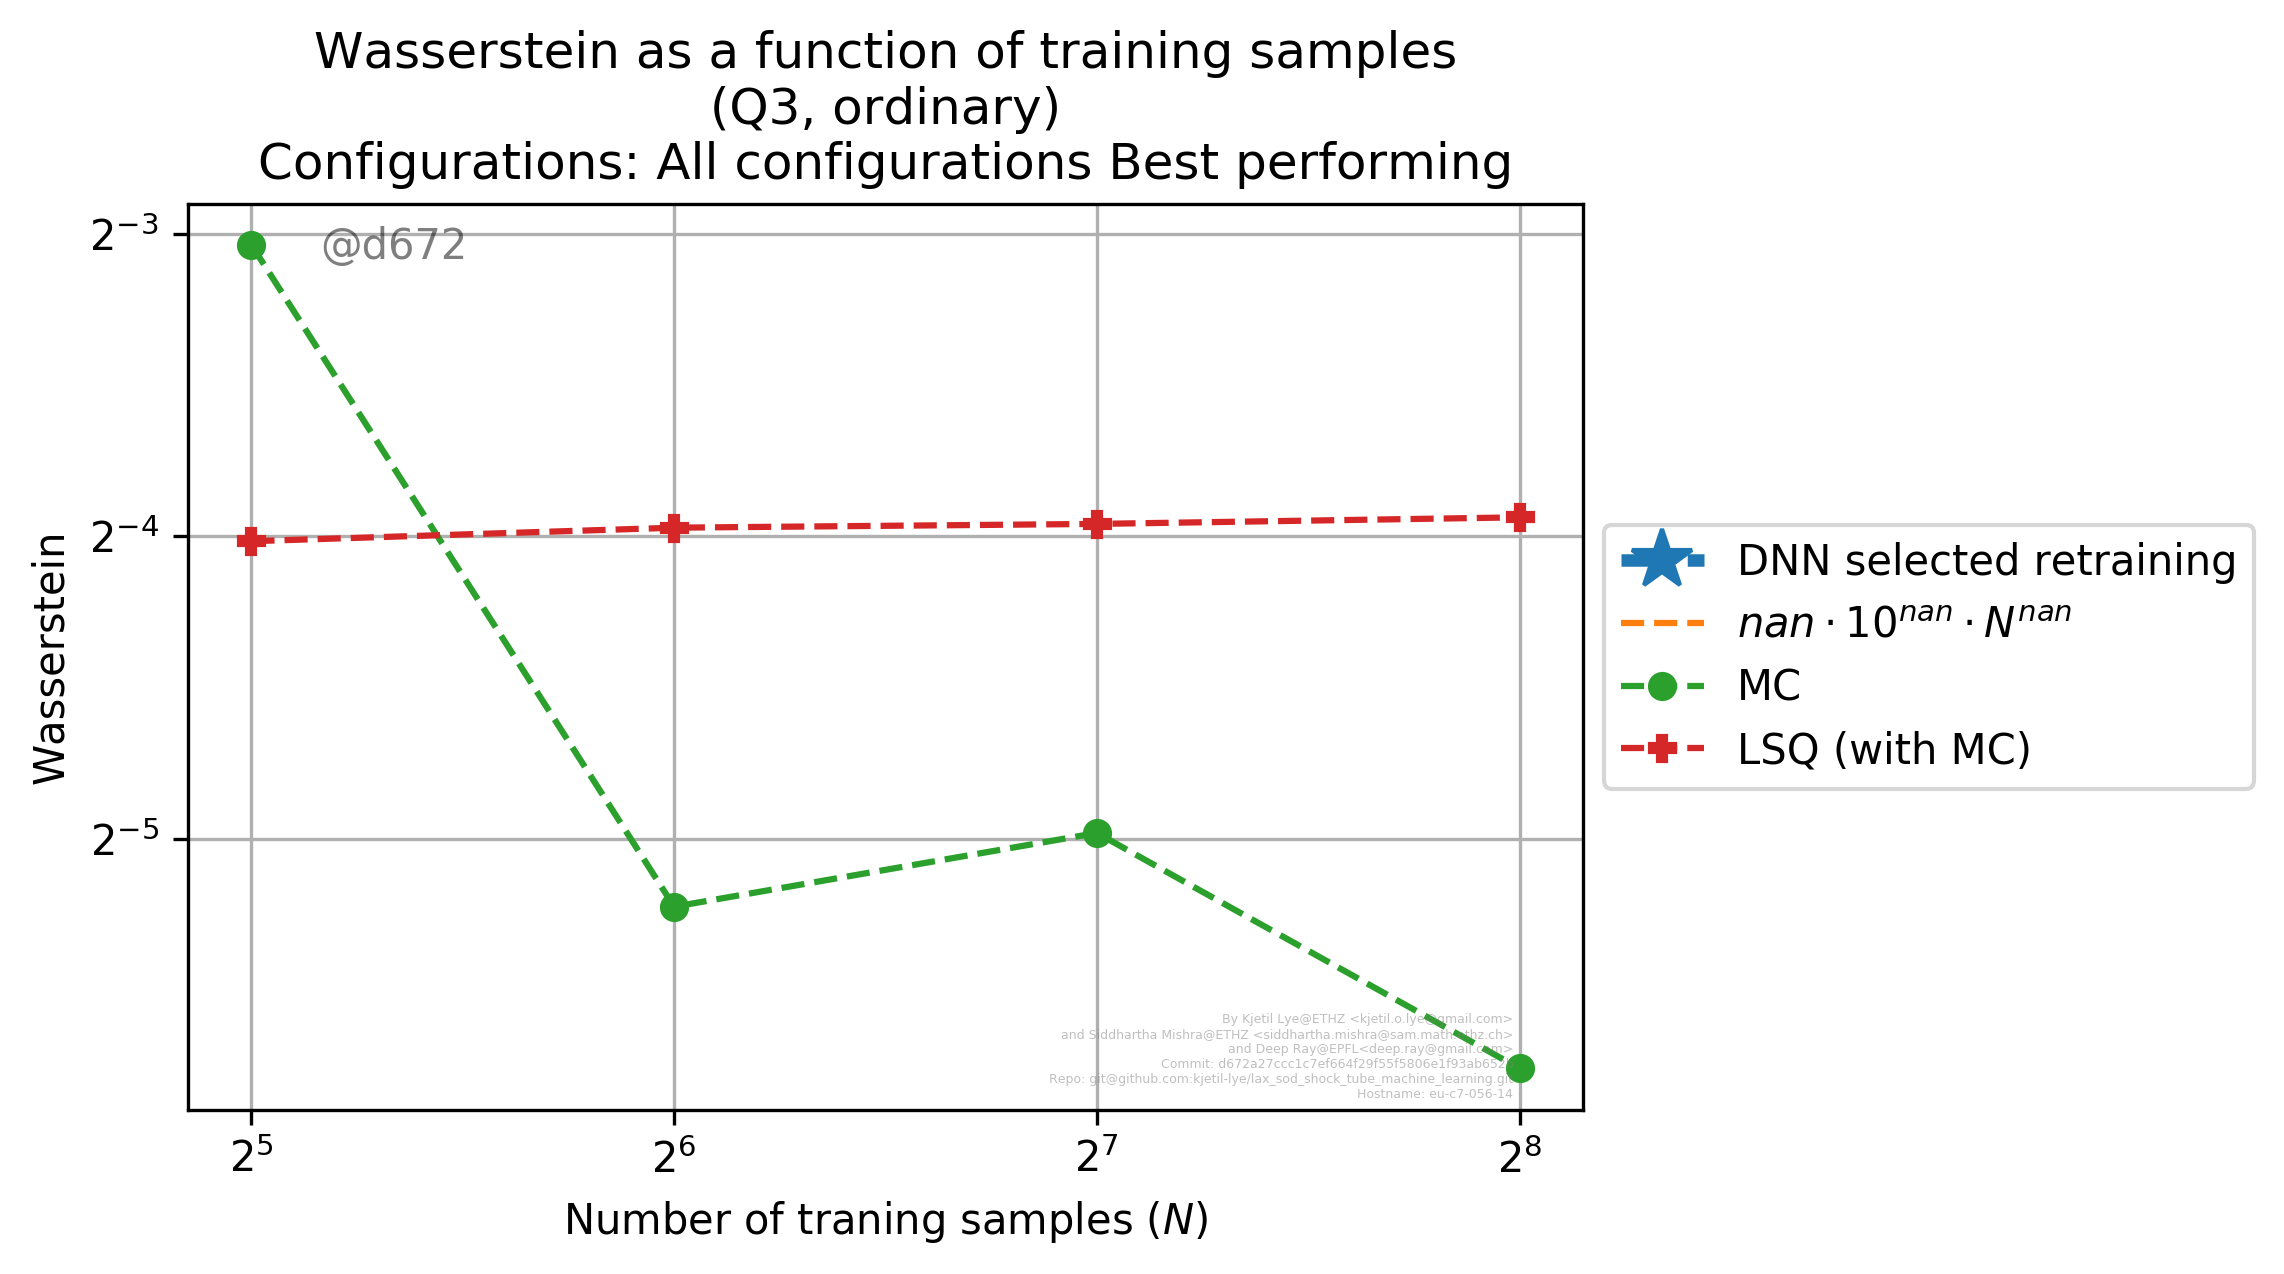 Wasserstein as a function of training samples
(Q3, ordinary)
Configurations: All configurations Best performing
2^{-3}
@d672
2^{-4}
2^{-5}
Wasserstein
By Kjetil Lye@ETHZ <kjetil.o.lye@gmail.com>
and Siddhartha Mishra@ETHZ <siddhartha.mishra@sam.math.ethz.ch>
and Deep Ray@EPFL<deep.ray@gmail.com>
Commit:
Repo: git@github.com:kjetil-lye/lax_sod_shock_tube_machine_learning.git
Hostname: eu-c7-056-14
2^5
2^6
2^7
2^8
Number of traning samples (N)
DNN selected retraining
nan · 10^{nan} · N^{nan}
MC
LSQ (with MC)